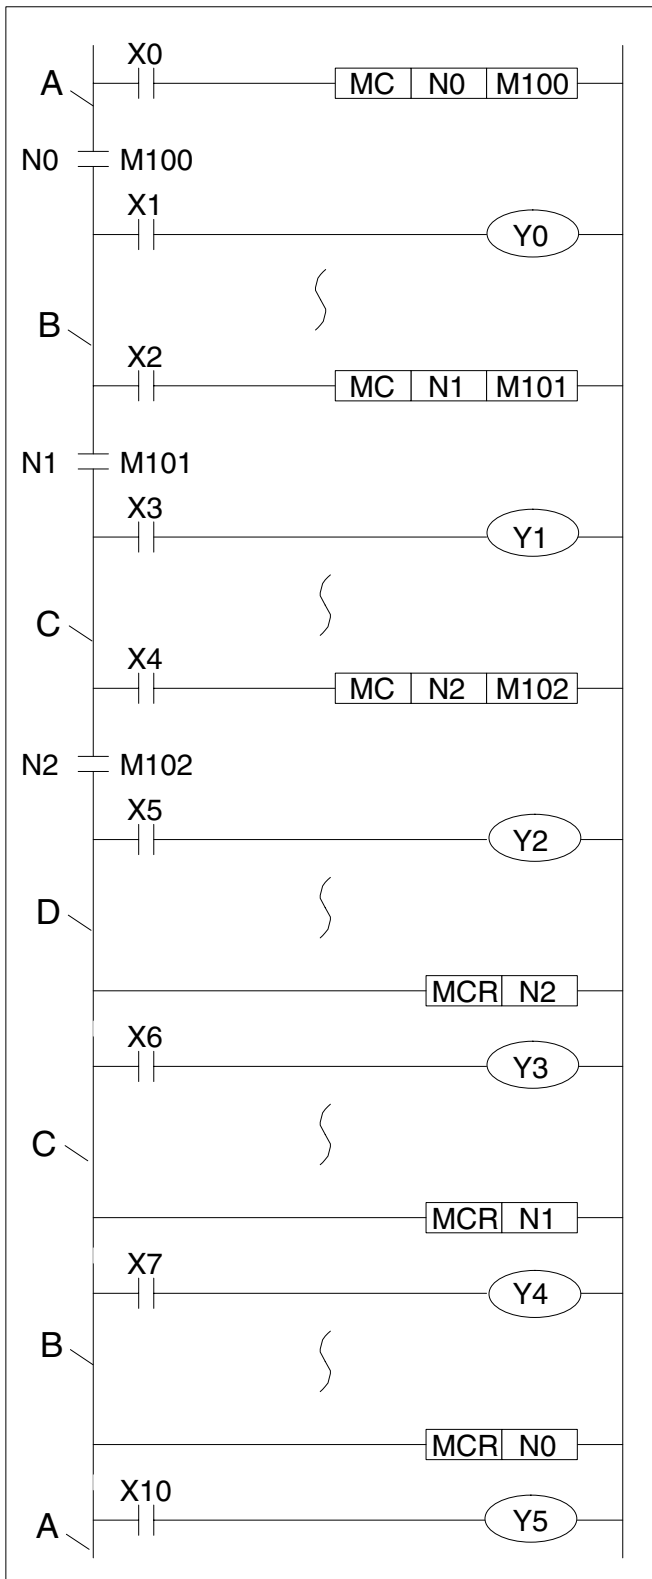 X0
A MC N0 M100
N0 M100
X1
Y0
B
X2
MC N1 M101
N1 M101
X3
Y1
C
X4
MC N2 M102
N2 M102
X5
Y2
D
MCR N2
X6
Y3
C
MCR N1
X7
Y4
B
MCR N0
X10
A Y5